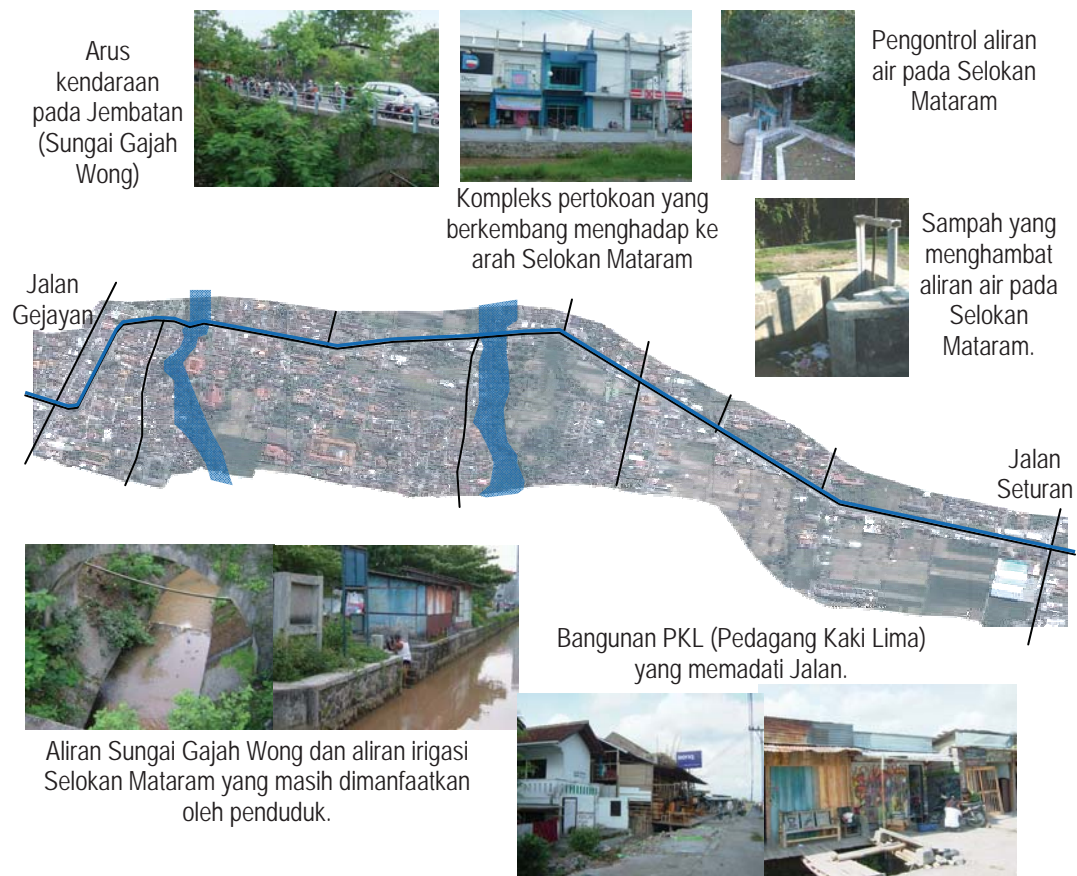 Arus
kendaraan
pada Jembatan
(Sungai Gajah
Wong)
Kompleks pertokoan yang
berkembang menghadap ke
arah Selokan Mataram
Pengontrol aliran
air pada Selokan
Mataram
Sampah yang
menghambat
aliran air pada
Selokan
Mataram.
Jalan
Gejayan
Jalan
Seturan
Aliran Sungai Gajah Wong dan aliran irigasi
Selokan Mataram yang masih dimanfaatkan
oleh penduduk.
Bangunan PKL (Pedagang Kaki Lima)
yang memadati Jalan.